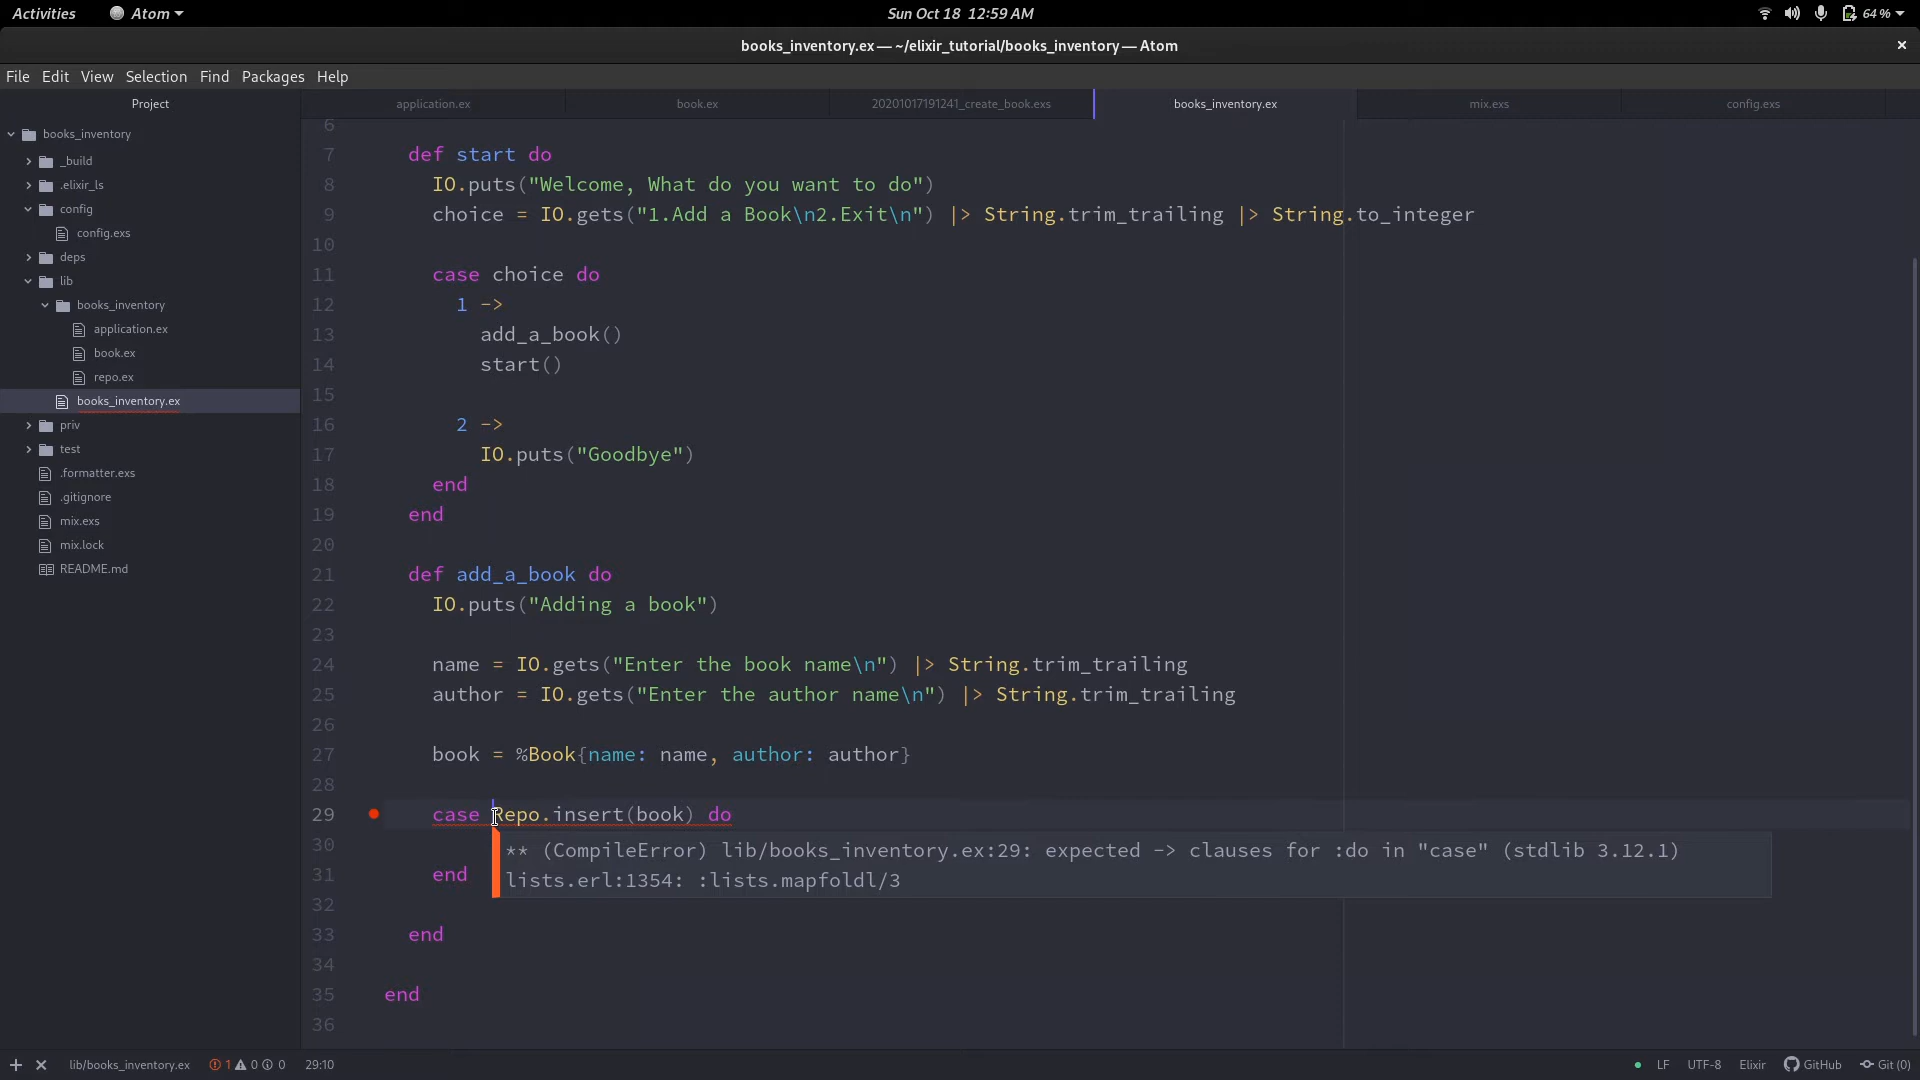 Activities Atom Sun Oct 18 12:59 AM 64 %
books_inventory.ex — ~/elixir_tutorial/books_inventory — Atom
File Edit View Selection Find Packages Help
Project
books_inventory
_build
.elixir_ls
config
config.exs
deps
lib
books_inventory
application.ex
book.ex
repo.ex
books_inventory.ex
priv
test
.formatter.exs
.gitignore
mix.exs
mix.lock
README.md
application.ex book.ex 20201017191241_create_book.exs books_inventory.ex mix.exs config.exs
6
7 def start do
8 IO.puts("Welcome, What do you want to do")
9 choice = IO.gets("1.Add a Book\n2.Exit\n") |> String.trim_trailing |> String.to_integer
10
11 case choice do
12 1 ->
13 add_a_book()
14 start()
15
16 2 ->
17 IO.puts("Goodbye")
18 end
19 end
20
21 def add_a_book do
22 IO.puts("Adding a book")
23
24 name = IO.gets("Enter the book name\n") |> String.trim_trailing
25 author = IO.gets("Enter the author name\n") |> String.trim_trailing
26
27 book = %Book{name: name, author: author}
28
29 case Repo.insert(book) do
30 ** (CompileError) lib/books_inventory.ex:29: expected -> clauses for :do in "case" (stdlib 3.12.1)
31 end lists.erl:1354: :lists.mapfoldl/3
32
33 end
34
35 end
36
lib/books_inventory.ex 1 0 0 29:10 LF UTF-8 Elixir GitHub Git (0)